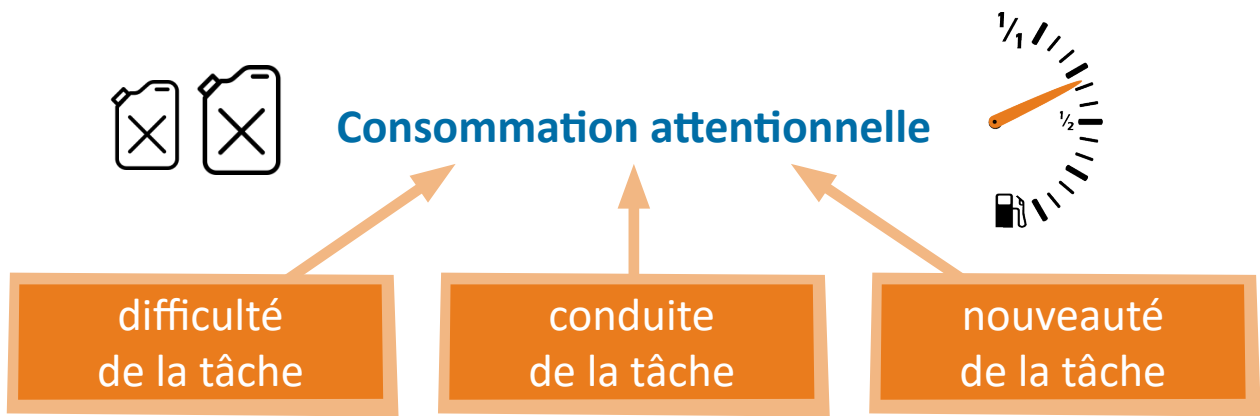 1/1
Consommation attentionnelle
1/2
difficulté
de la tâche
conduite
de la tâche
nouveauté
de la tâche